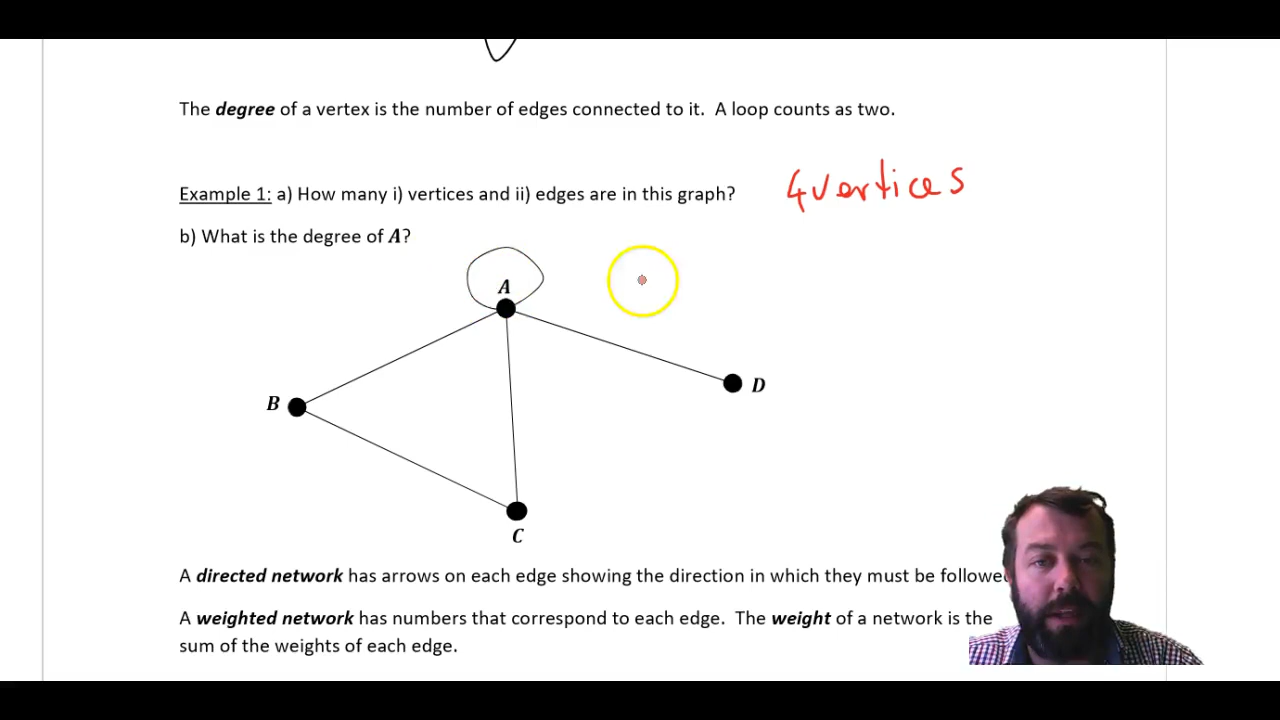 The degree of a vertex is the number of edges connected to it. A loop counts as two.
Example 1: a) How many i) vertices and ii) edges are in this graph?
4 vertices
b) What is the degree of A?
A
B
D
C
A directed network has arrows on each edge showing the direction in which they must be followe
A weighted network has numbers that correspond to each edge. The weight of a network is the
sum of the weights of each edge.